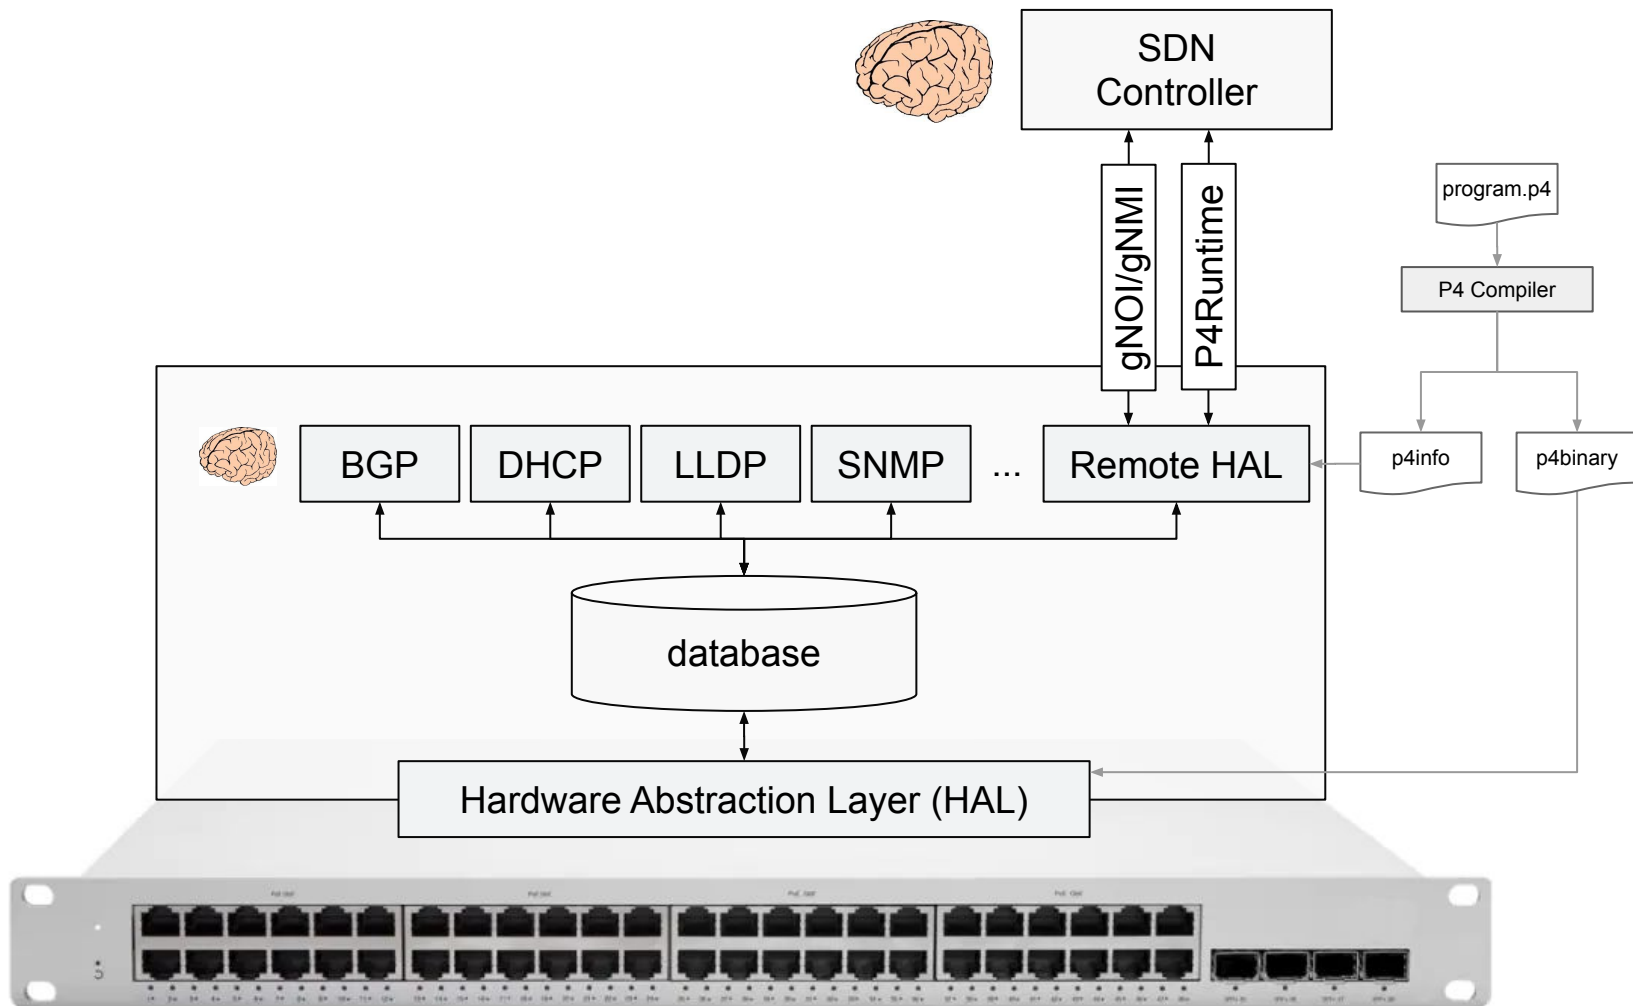 SDN
Controller
gNOI/gNMI
P4Runtime
program.p4
P4 Compiler
p4info
p4binary
BGP
DHCP
LLDP
SNMP
...
Remote HAL
database
Hardware Abstraction Layer (HAL)